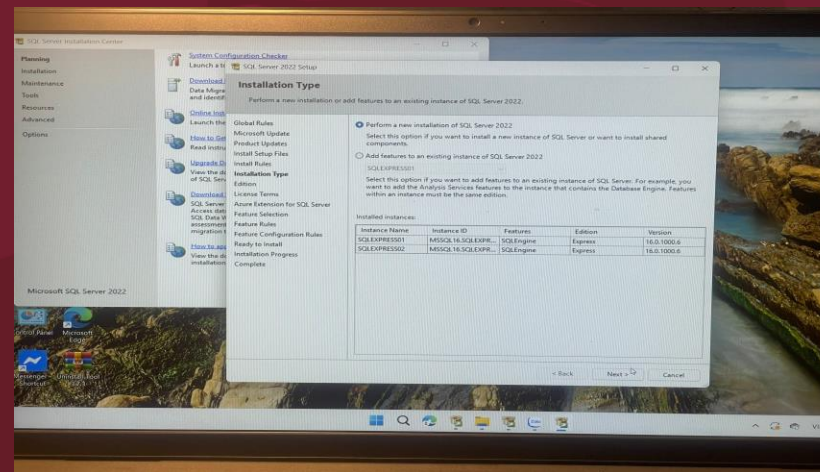 SQL Server Installation Center
Planning
Installation
Maintenance
Tools
Resources
Advanced
Options
Microsoft SQL Server 2022
System Configuration Checker
Launch a
Download
Data Migra
and identif
Online Inst
Launch the
How to Get
Read instru
Upgrade D
View the d
of SQL Ser
Download
SQL Server
Access dat
SQL Data W
assessment
migration
View the d
installation
SQL Server 2022 Setup
Installation Type
Perform a new installation or add features to an existing instance of SQL Server 2022.
Global Rules
Microsoft Update
Product Updates
Install Setup Files
Install Rules
Installation Type
Edition
License Terms
Azure Extension for SQL Server
Feature Selection
Feature Rules
Feature Configuration Rules
Ready to Install
Installation Progress
Complete
Perform a new installation of SQL Server 2022
Select this option if you want to install a new instance of SQL Server or want to install shared
components.
Add features to an existing instance of SQL Server 2022
SQLEXPRESS01
Select this option if you want to add features to an existing instance of SQL Server. For example, you
want to add the Analysis Services features to the instance that contains the Database Engine. Features
within an instance must be the same edition.
Installed instances:
Instance Name Instance ID Features Edition Version
SQLEXPRESS01 MSSQL16.SQLEXPR... SQLEngine Express 16.0.1000.6
SQLEXPRESS02 MSSQL16.SQLEXPR... SQLEngine Express 16.0.1000.6
< Back Next > Cancel
Control Panel
Microsoft
Edge
Messenger -
Shortcut
Uninstall Tool